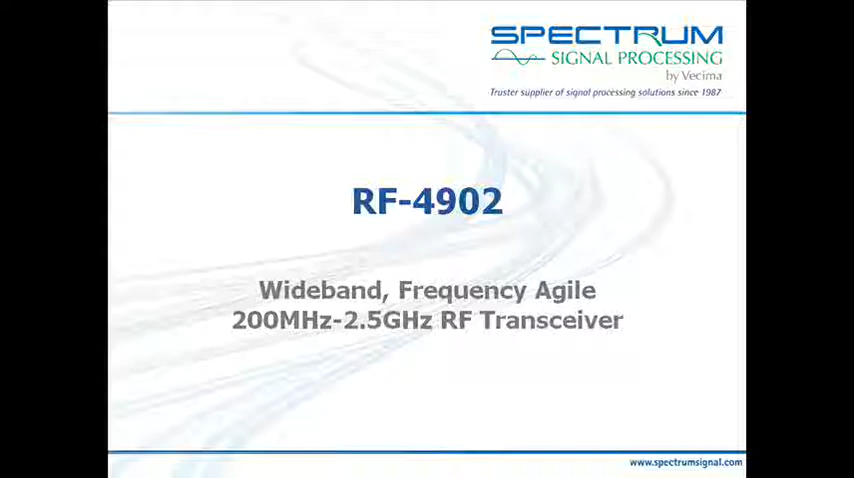 SPECTRUM
SIGNAL PROCESSING
by Vecima
Truster supplier of signal processing solutions since 1987
RF-4902
Wideband, Frequency Agile
200MHz-2.5GHz RF Transceiver
www.spectrumsignal.com